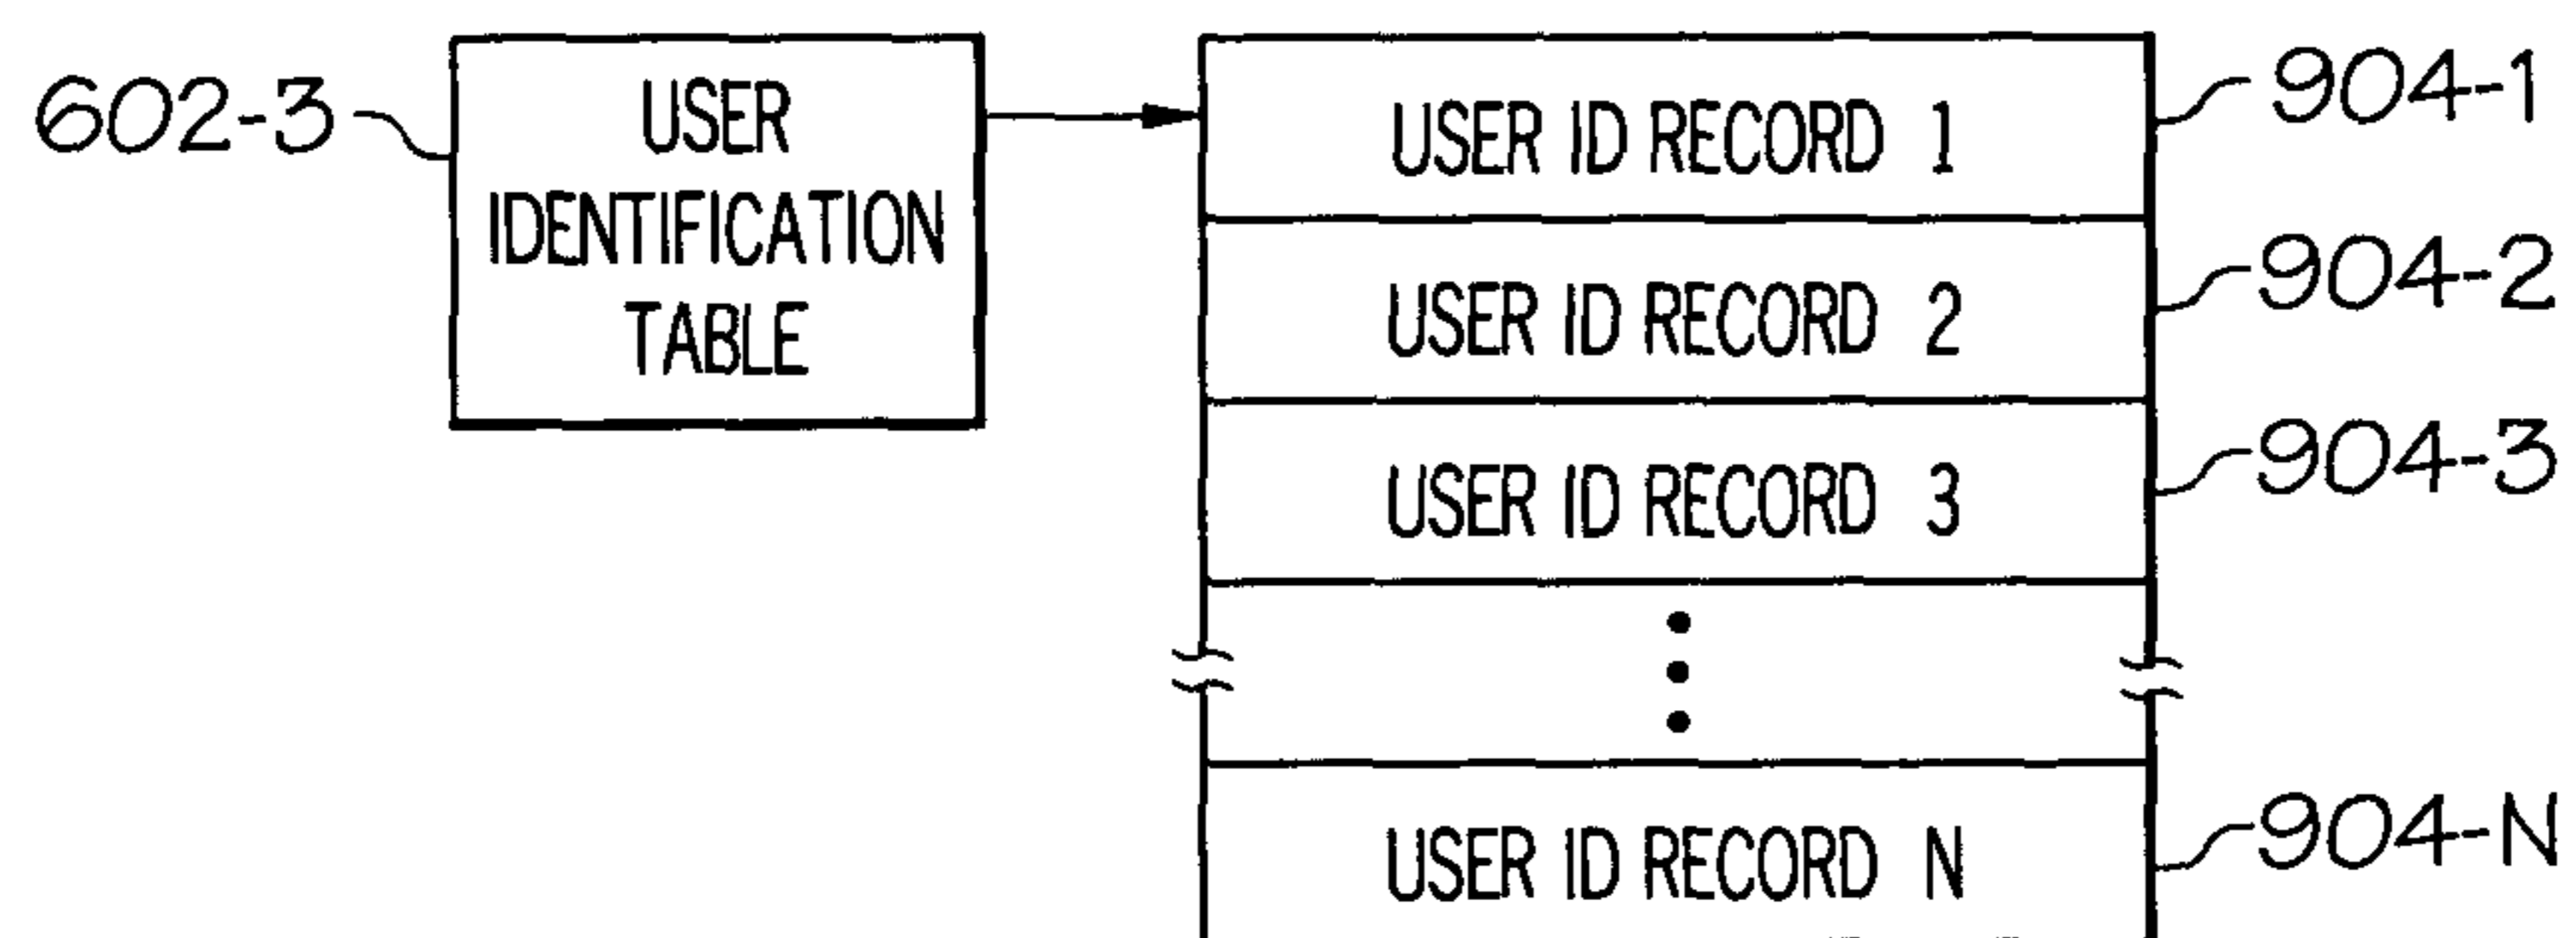 602-3
USER
IDENTIFICATION
TABLE
USER ID RECORD 1
904-1
USER ID RECORD 2
904-2
USER ID RECORD 3
904-3
USER ID RECORD N
904-N